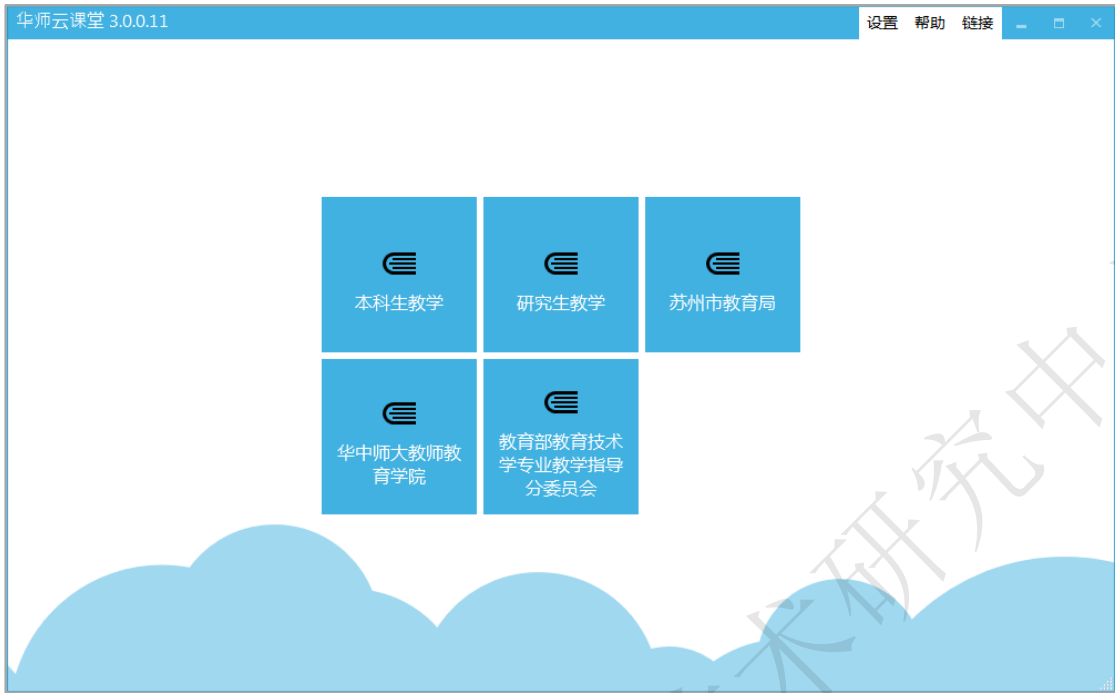 华师云课堂 3.0.0.11
设置 帮助 链接
本科生教学
研究生教学
苏州市教育局
华中师大教师教
育学院
教育部教育技术
学专业教学指导
分委员会
术研究中